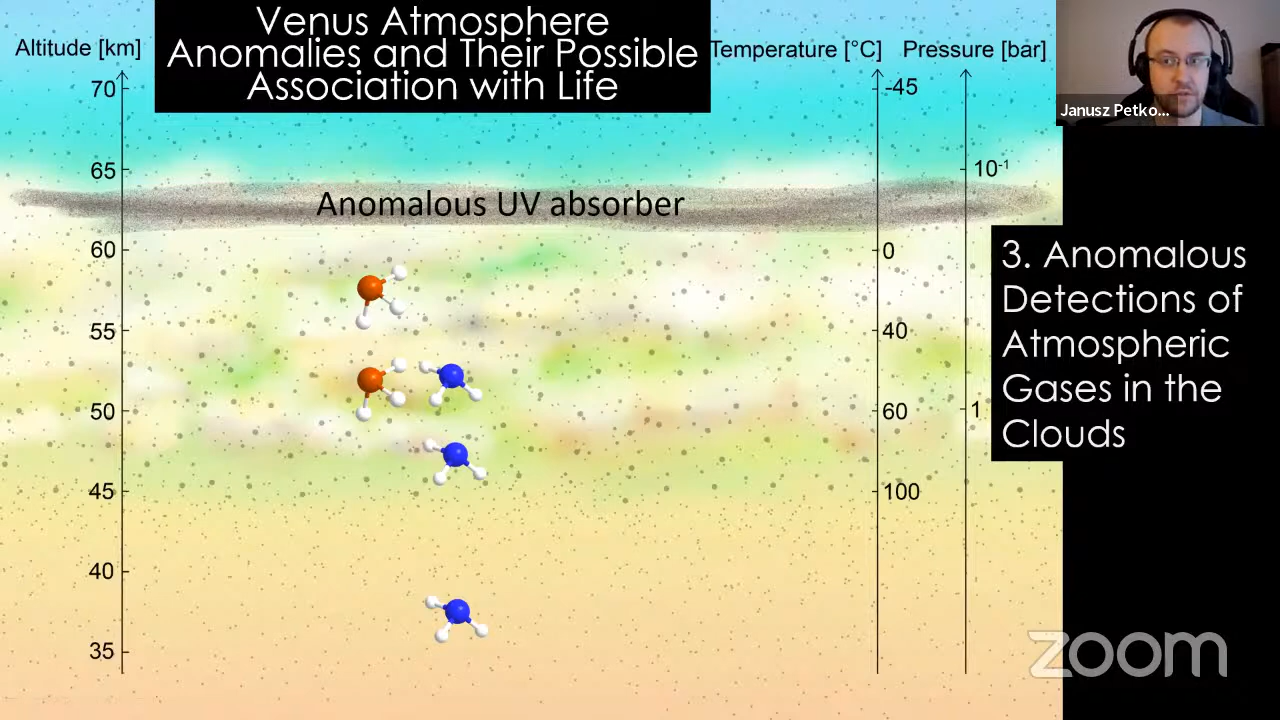 Venus Atmosphere
Anomalies and Their Possible
Association with Life
Altitude [km]
Temperature [°C]
Pressure [bar]
Janusz Petko...
70
-45
65
10-1
Anomalous UV absorber
60
0
3. Anomalous
Detections of
Atmospheric
Gases in the
Clouds
55
40
50
60
1
45
100
40
35
zoom